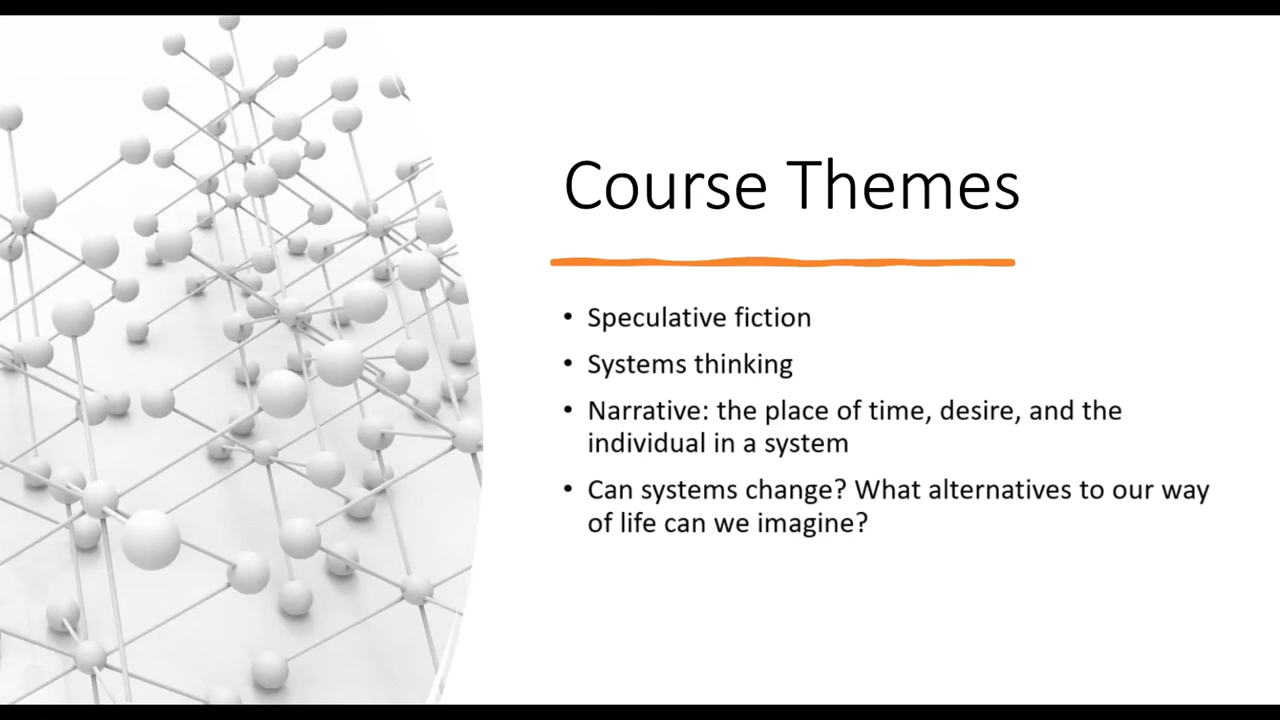 Course Themes
• Speculative fiction
• Systems thinking
• Narrative: the place of time, desire, and the
individual in a system
• Can systems change? What alternatives to our way
of life can we imagine?